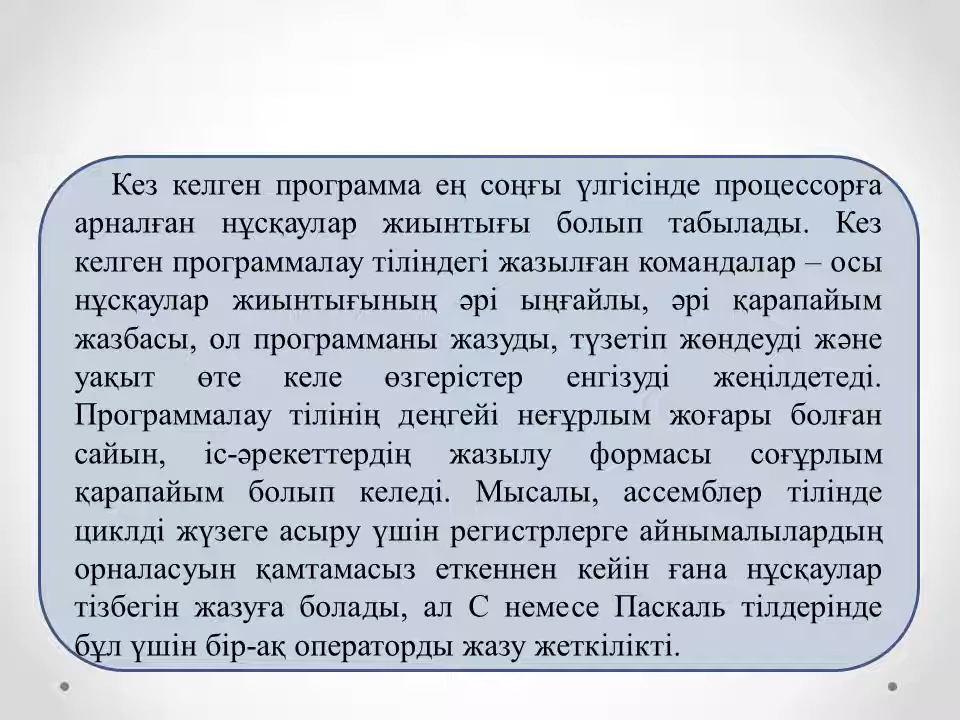 Кез келген программа ең соңғы үлгісінде процессорға
арналған нұсқаулар жиынтығы болып табылады. Кез
келген программалау тіліндегі жазылған командалар – осы
нұсқаулар жиынтығының әрі ыңғайлы, әрі қарапайым
жазбасы, ол программаны жазуды, түзетіп жөндеуді және
уақыт өте келе өзгерістер енгізуді жеңілдетеді.
Программалау тілінің деңгейі неғұрлым жоғары болған
сайын, іс-әрекеттердің жазылу формасы соғұрлым
қарапайым болып келеді. Мысалы, ассемблер тілінде
циклді жүзеге асыру үшін регистрлерге айнымалылардың
орналасуын қамтамасыз еткеннен кейін ғана нұсқаулар
тізбегін жазуға болады, ал С немесе Паскаль тілдерінде
бұл үшін бір-ақ операторды жазу жеткілікті.